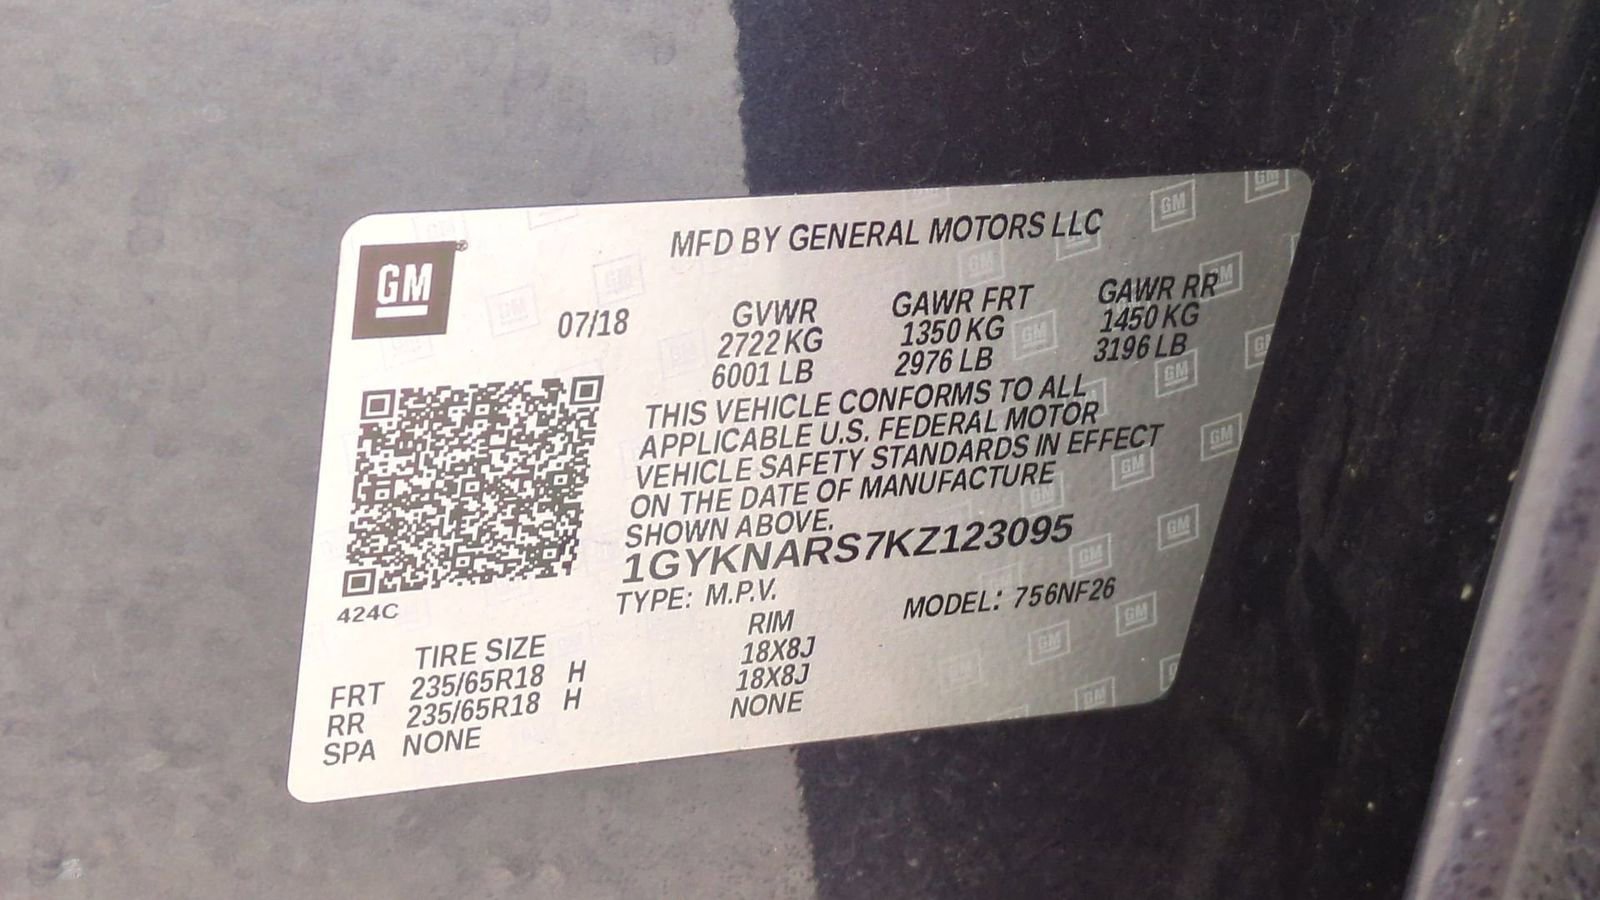 GM
MFD BY GENERAL MOTORS LLC
07/18
GVWR GAWR FRT GAWR RR
2722 KG 1350 KG 1450 KG
6001 LB 2976 LB 3196 LB
THIS VEHICLE CONFORMS TO ALL
APPLICABLE U.S. FEDERAL MOTOR
VEHICLE SAFETY STANDARDS IN EFFECT
ON THE DATE OF MANUFACTURE
SHOWN ABOVE.
1GYKNARS7KZ123095
424C
TYPE: M.P.V. MODEL: 756NF26
TIRE SIZE RIM
FRT 235/65R18 H 18X8J
RR 235/65R18 H 18X8J
SPA NONE NONE